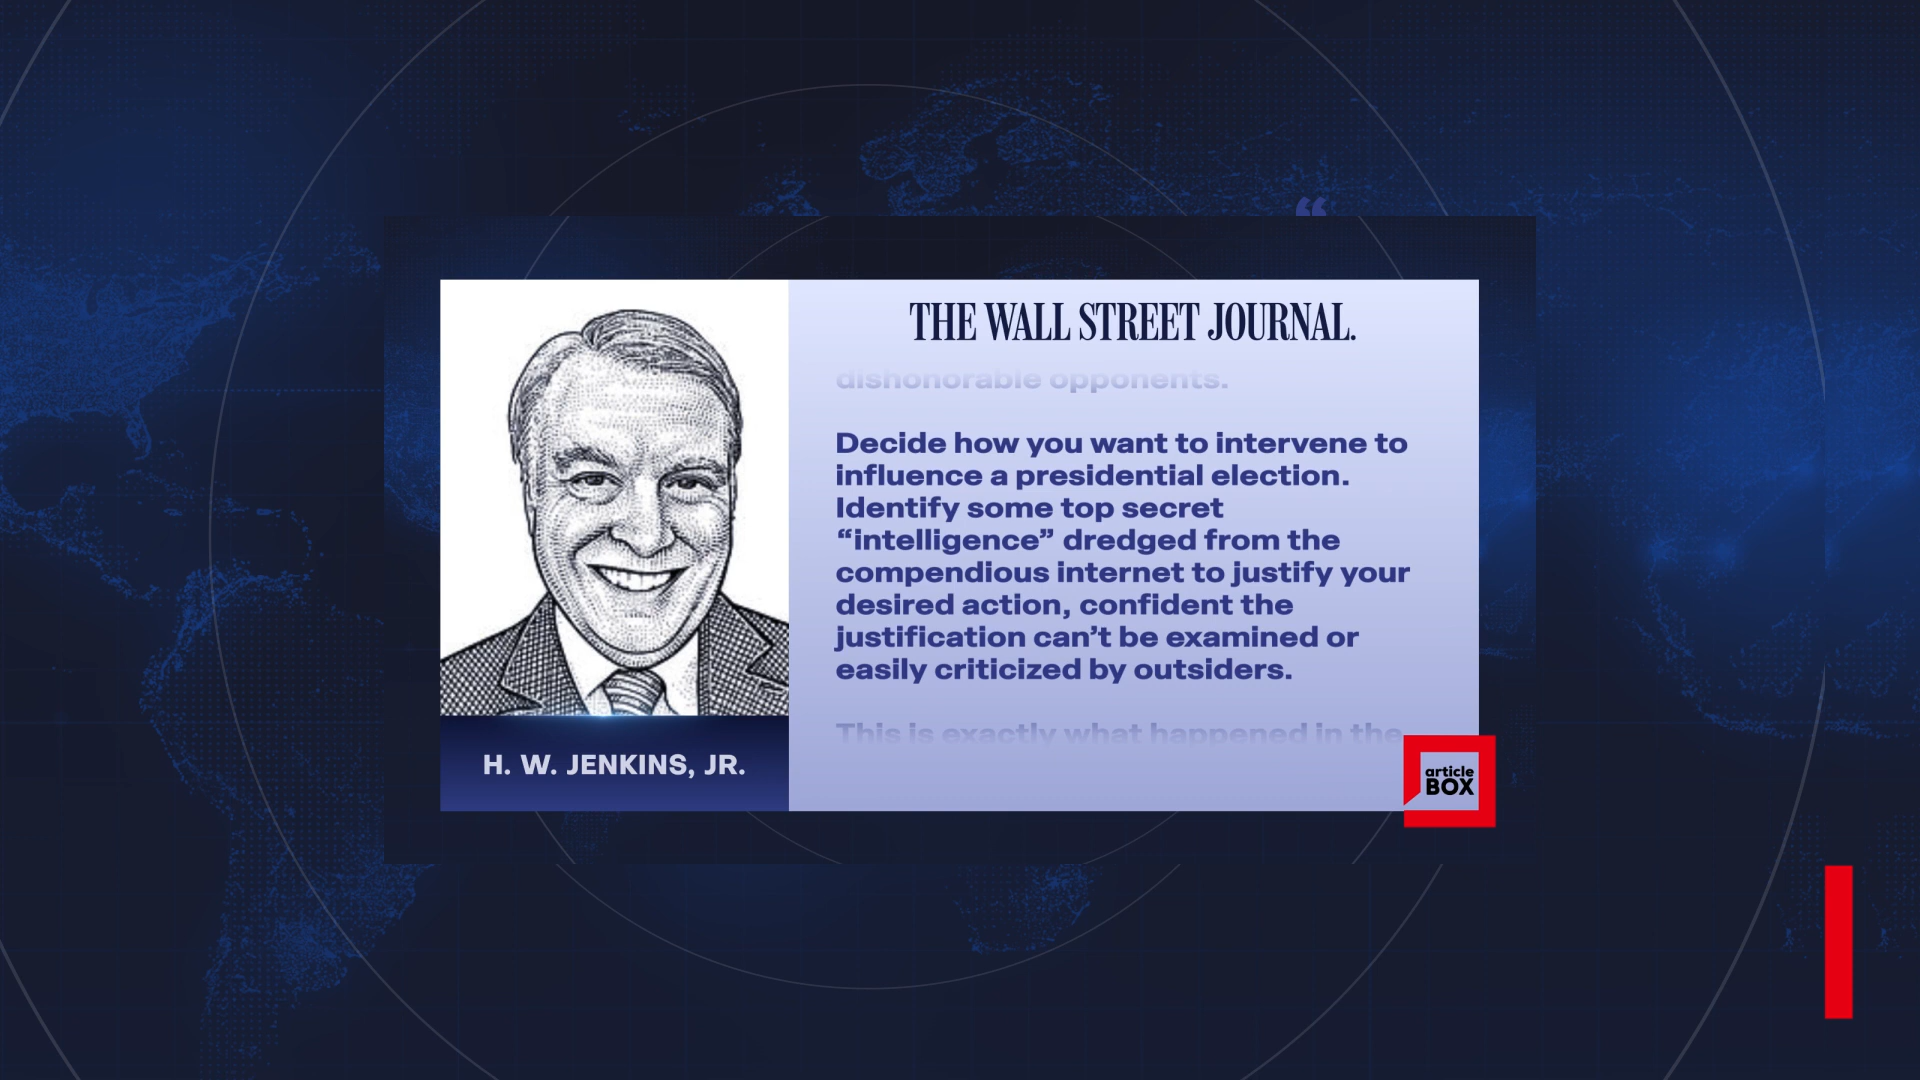 “
THE WALL STREET JOURNAL.
dishonorable opponents.
Decide how you want to intervene to
influence a presidential election.
Identify some top secret
“intelligence” dredged from the
compendious internet to justify your
desired action, confident the
justification can’t be examined or
easily criticized by outsiders.
This is exactly what happened in the
H. W. JENKINS, JR.
article
BOX